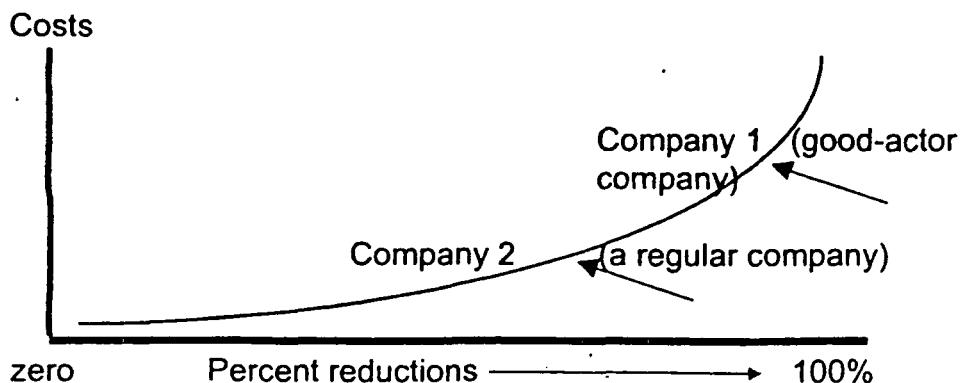 Costs
Company 1 (good-actor
company)
Company 2 (a regular company)
zero Percent reductions 100%